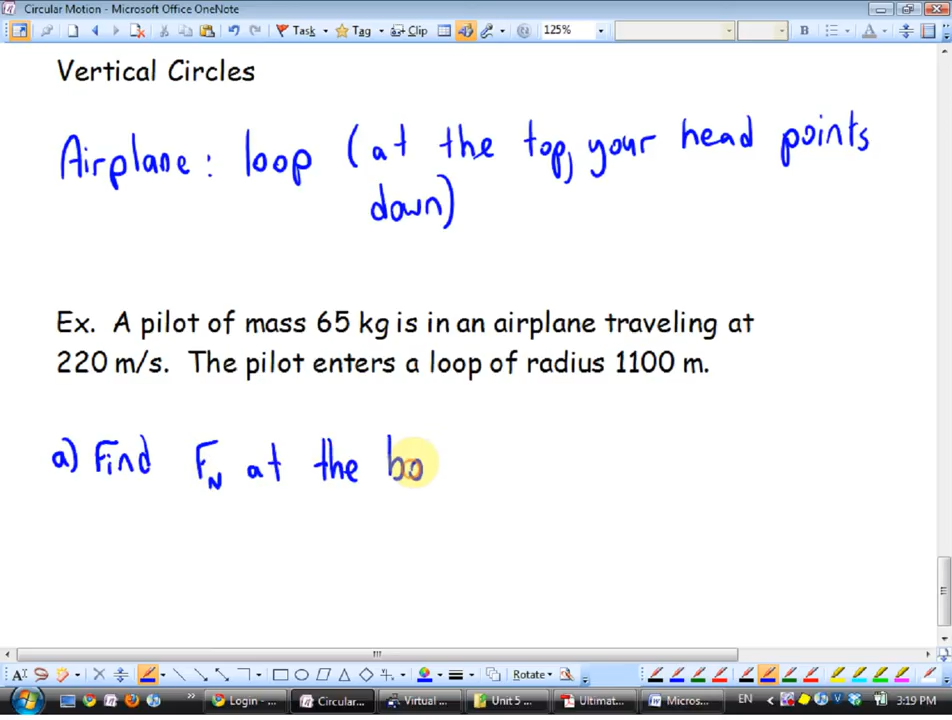 Circular Motion - Microsoft Office OneNote
Task Tag Clip 125% B A
Vertical Circles
Airplane: loop (at the top, your head points
down)
Ex. A pilot of mass 65 kg is in an airplane traveling at
220 m/s. The pilot enters a loop of radius 1100 m.
a) Find FN at the bo
Rotate
Login - ... Circular... Virtual ... Unit 5 ... Ultimat... Micros... EN 3:19 PM